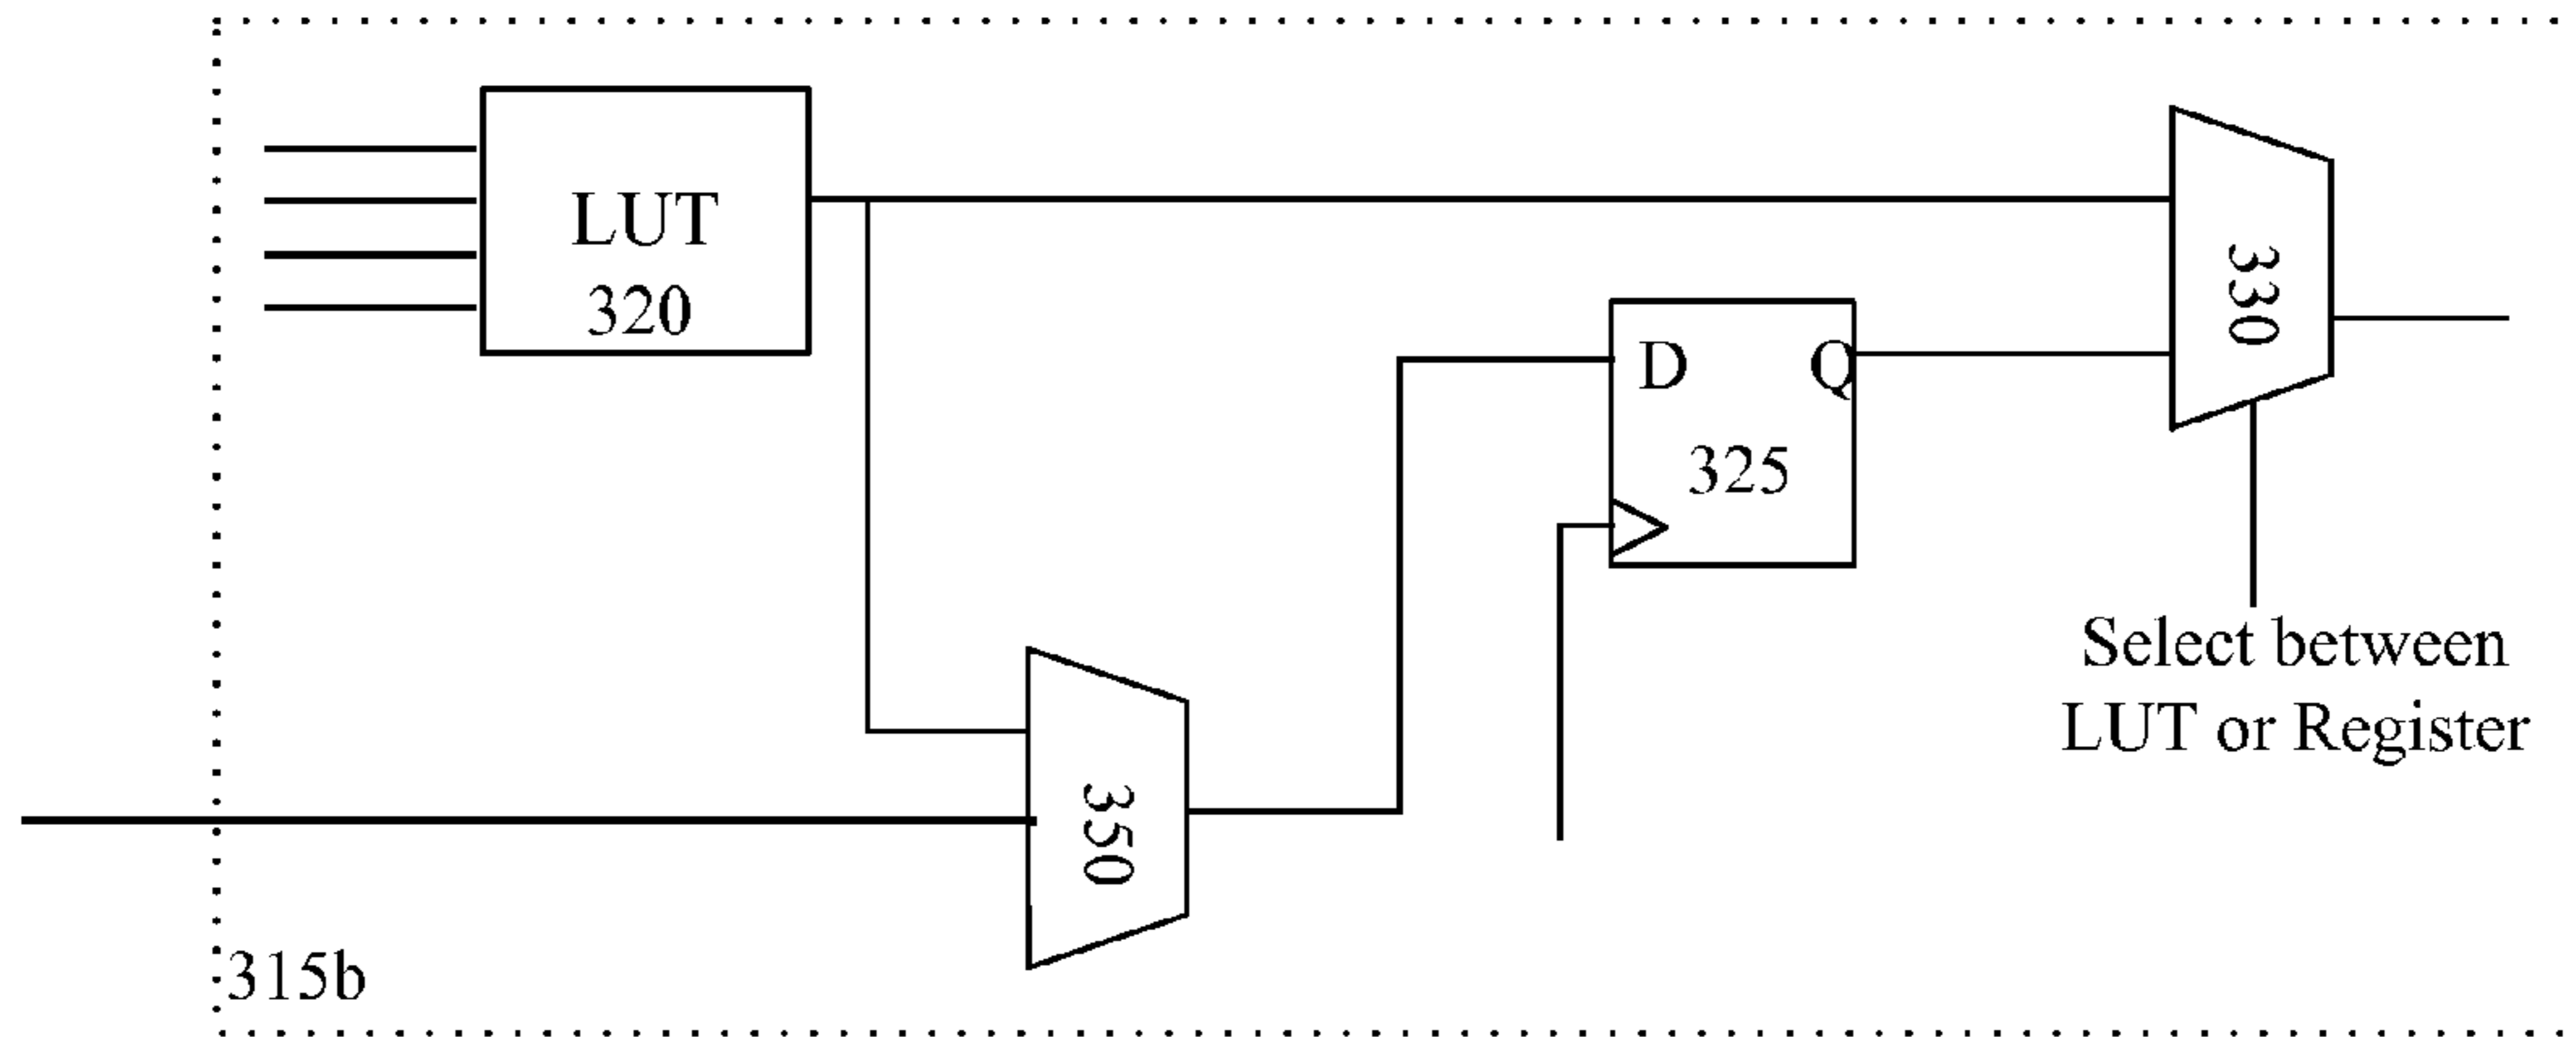 LUT
320
330
D Q
325
Select between
LUT or Register
350
315b